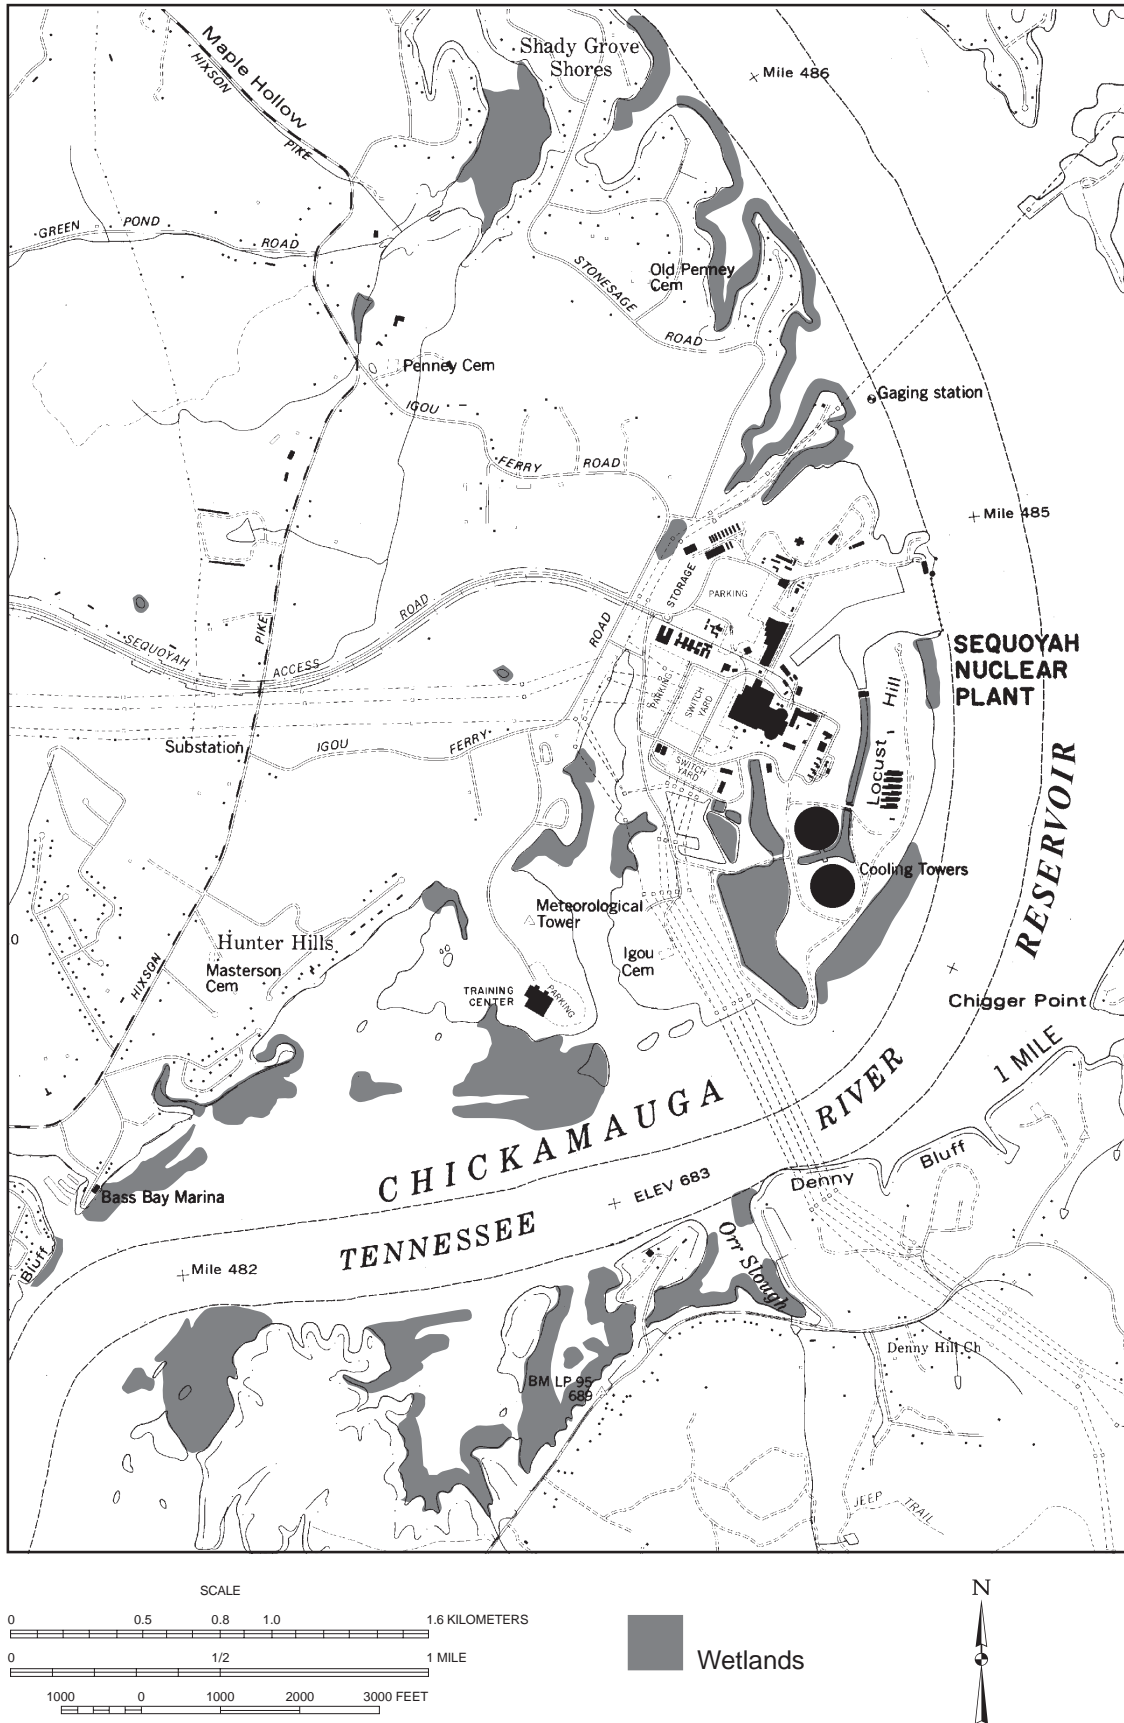 Shady Grove
Shores
Mile 486
Maple Hollow
HIXSON
PIKE
GREEN POND ROAD
STONESAGE ROAD
Old Penney
Cem
Penney Cem
Gaging station
IGOU
FERRY ROAD
Mile 485
STORAGE
PARKING
SEQUOYAH ACCESS ROAD
PIKE
ROAD
SEQUOYAH
NUCLEAR
PLANT
PARKING
SWITCH
YARD
Hill
Locust
Substation
IGOU
FERRY
SWITCH
YARD
RESERVOIR
Cooling Towers
Meteorological
Tower
Hunter Hills
Masterson
Cem
HIXSON
0
Igou
Cem
TRAINING
CENTER
PARKING
Chigger Point
1 MILE
CHICKAMAUGA
RIVER
Bluff
Denny
Bass Bay Marina
ELEV 683
TENNESSEE
Orr Slough
Bluff
Mile 482
Denny Hill Ch
BM LP 95
689
JEEP TRAIL
SCALE
0 0.5 0.8 1.0 1.6 KILOMETERS
0 1/2 1 MILE
1000 0 1000 2000 3000 FEET
Wetlands
N